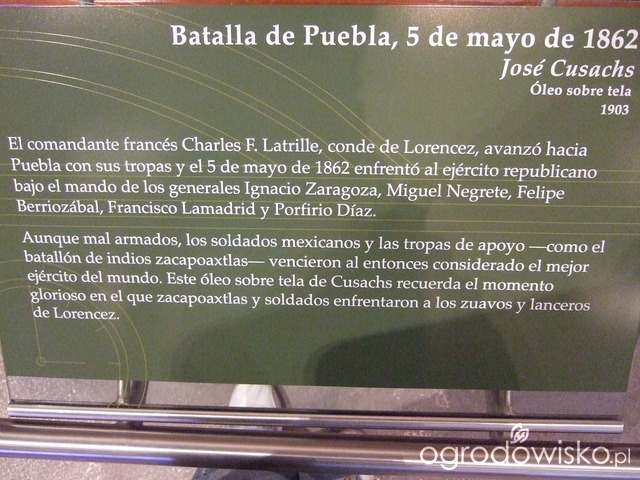 Batalla de Puebla, 5 de mayo de 1862
José Cusachs
Óleo sobre tela
1903
El comandante francés Charles F. Latrille, conde de Lorencez, avanzó hacia
Puebla con sus tropas y el 5 de mayo de 1862 enfrentó al ejército republicano
bajo el mando de los generales Ignacio Zaragoza, Miguel Negrete, Felipe
Berriozábal, Francisco Lamadrid y Porfirio Díaz.
Aunque mal armados, los soldados mexicanos y las tropas de apoyo —como el
batallón de indios zacapoaxtlas— vencieron al entonces considerado el mejor
ejército del mundo. Este óleo sobre tela de Cusachs recuerda el momento
glorioso en el que zacapoaxtlas y soldados enfrentaron a los zuavos y lanceros
de Lorencez.
ogrodowisko.pl